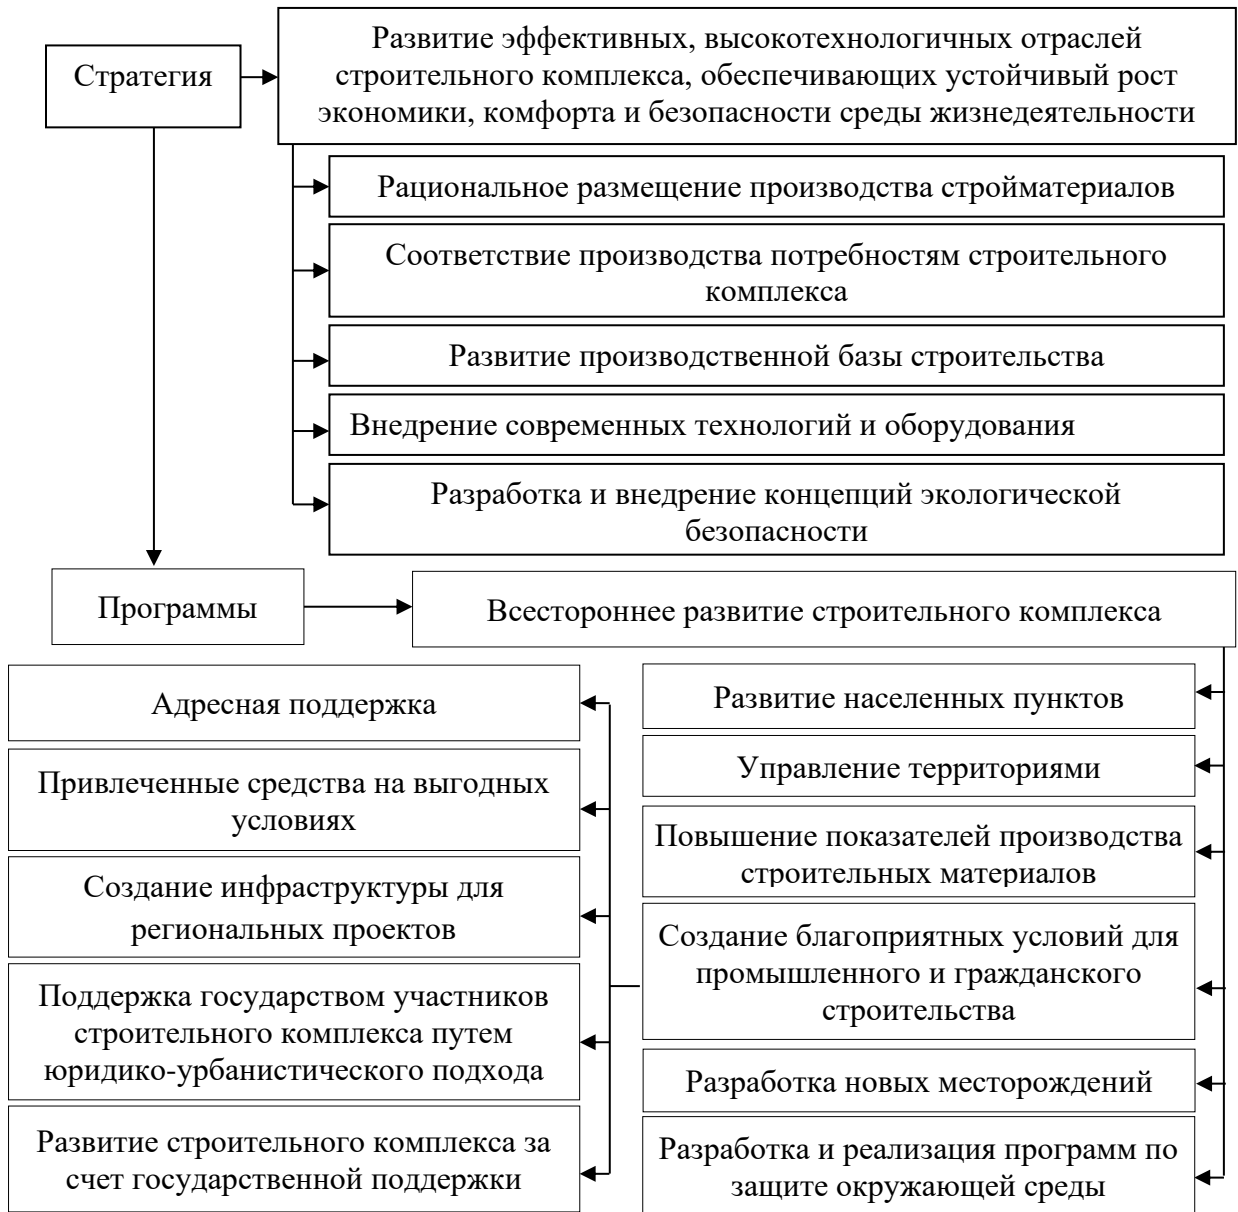 Стратегия
Развитие эффективных, высокотехнологичных отраслей
строительного комплекса, обеспечивающих устойчивый рост
экономики, комфорта и безопасности среды жизнедеятельности
Рациональное размещение производства стройматериалов
Соответствие производства потребностям строительного
комплекса
Развитие производственной базы строительства
Внедрение современных технологий и оборудования
Разработка и внедрение концепций экологической
безопасности
Программы
Всестороннее развитие строительного комплекса
Адресная поддержка
Привлеченные средства на выгодных
условиях
Создание инфраструктуры для
региональных проектов
Поддержка государством участников
строительного комплекса путем
юридико-урбанистического подхода
Развитие строительного комплекса за
счет государственной поддержки
Развитие населенных пунктов
Управление территориями
Повышение показателей производства
строительных материалов
Создание благоприятных условий для
промышленного и гражданского
строительства
Разработка новых месторождений
Разработка и реализация программ по
защите окружающей среды